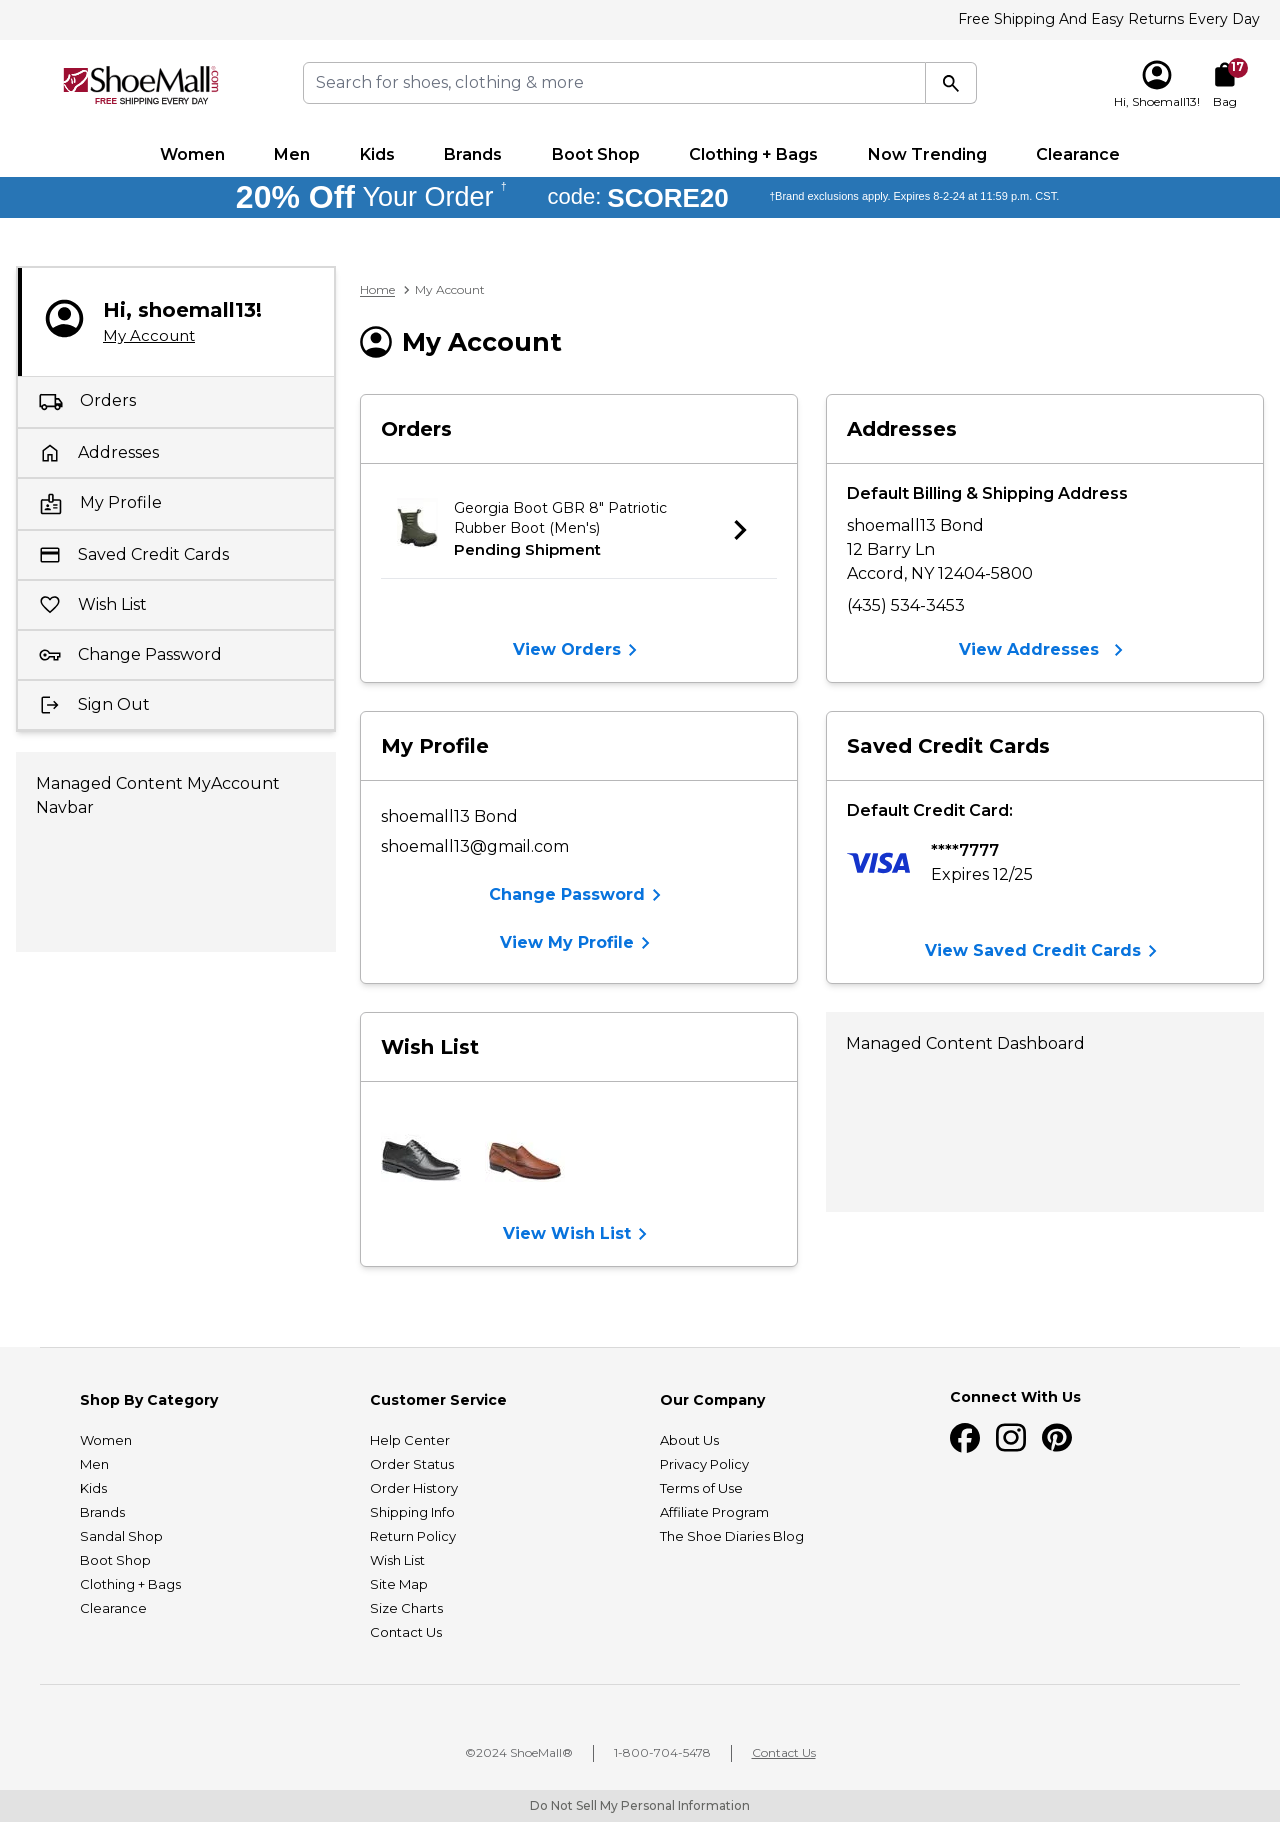 Free Shipping And Easy Returns Every Day
ShoeMall.com
FREE SHIPPING EVERY DAY
Search for shoes, clothing & more
17
Hi, Shoemall13!
Bag
Women Men Kids Brands Boot Shop Clothing + Bags Now Trending Clearance
20% Off Your Order † code: SCORE20 †Brand exclusions apply. Expires 8-2-24 at 11:59 p.m. CST.
Hi, shoemall13!
My Account
Orders
Addresses
My Profile
Saved Credit Cards
Wish List
Change Password
Sign Out
Managed Content MyAccount
Navbar
Home > My Account
My Account
Orders
Georgia Boot GBR 8" Patriotic
Rubber Boot (Men's)
Pending Shipment
View Orders
Addresses
Default Billing & Shipping Address
shoemall13 Bond
12 Barry Ln
Accord, NY 12404-5800
(435) 534-3453
View Addresses
My Profile
shoemall13 Bond
shoemall13@gmail.com
Change Password
View My Profile
Saved Credit Cards
Default Credit Card:
VISA
****7777
Expires 12/25
View Saved Credit Cards
Wish List
View Wish List
Managed Content Dashboard
Shop By Category
Women
Men
Kids
Brands
Sandal Shop
Boot Shop
Clothing + Bags
Clearance
Customer Service
Help Center
Order Status
Order History
Shipping Info
Return Policy
Wish List
Site Map
Size Charts
Contact Us
Our Company
About Us
Privacy Policy
Terms of Use
Affiliate Program
The Shoe Diaries Blog
Connect With Us
©2024 ShoeMall® 1-800-704-5478 Contact Us
Do Not Sell My Personal Information